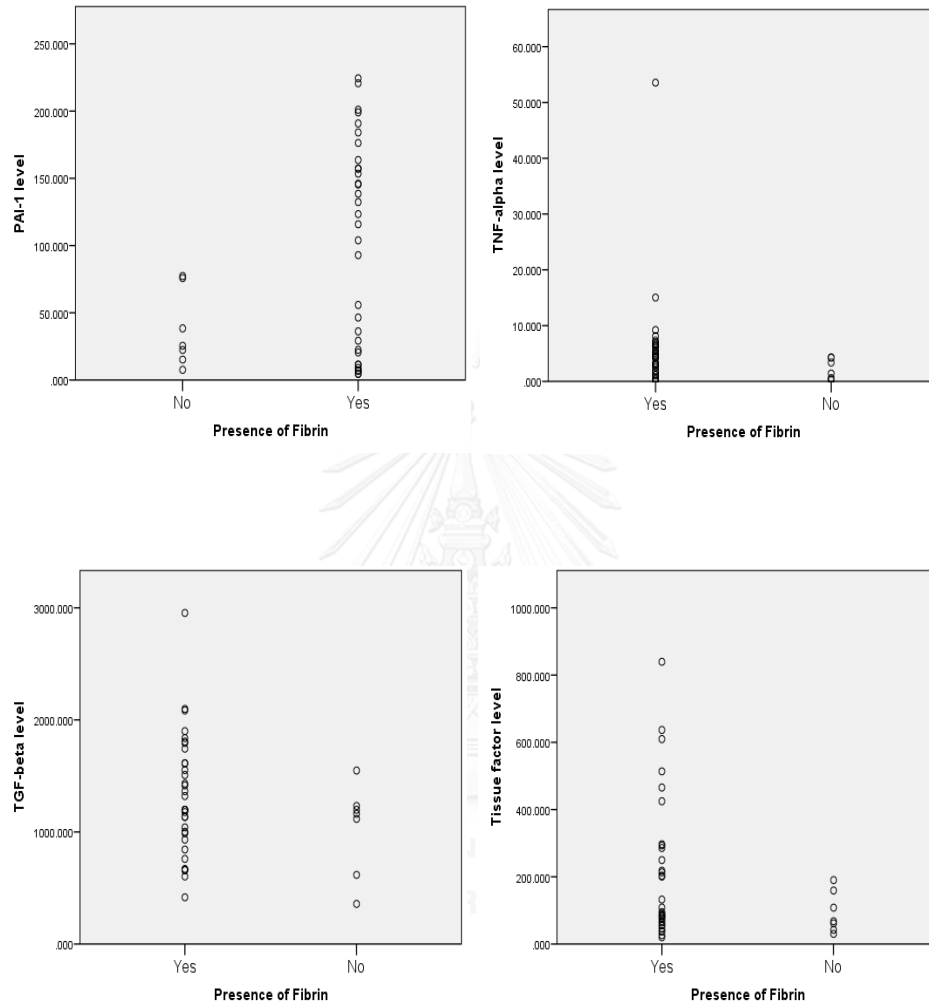 250.000
200.000
150.000
100.000
50.000
.000
PAI-1 level
No Yes
Presence of Fibrin
60.000
50.000
40.000
30.000
20.000
10.000
.000
TNF-alpha level
Yes No
Presence of Fibrin
3000.000
2000.000
1000.000
.000
TGF-beta level
Yes No
Presence of Fibrin
1000.000
800.000
600.000
400.000
200.000
.000
Tissue factor level
Yes No
Presence of Fibrin